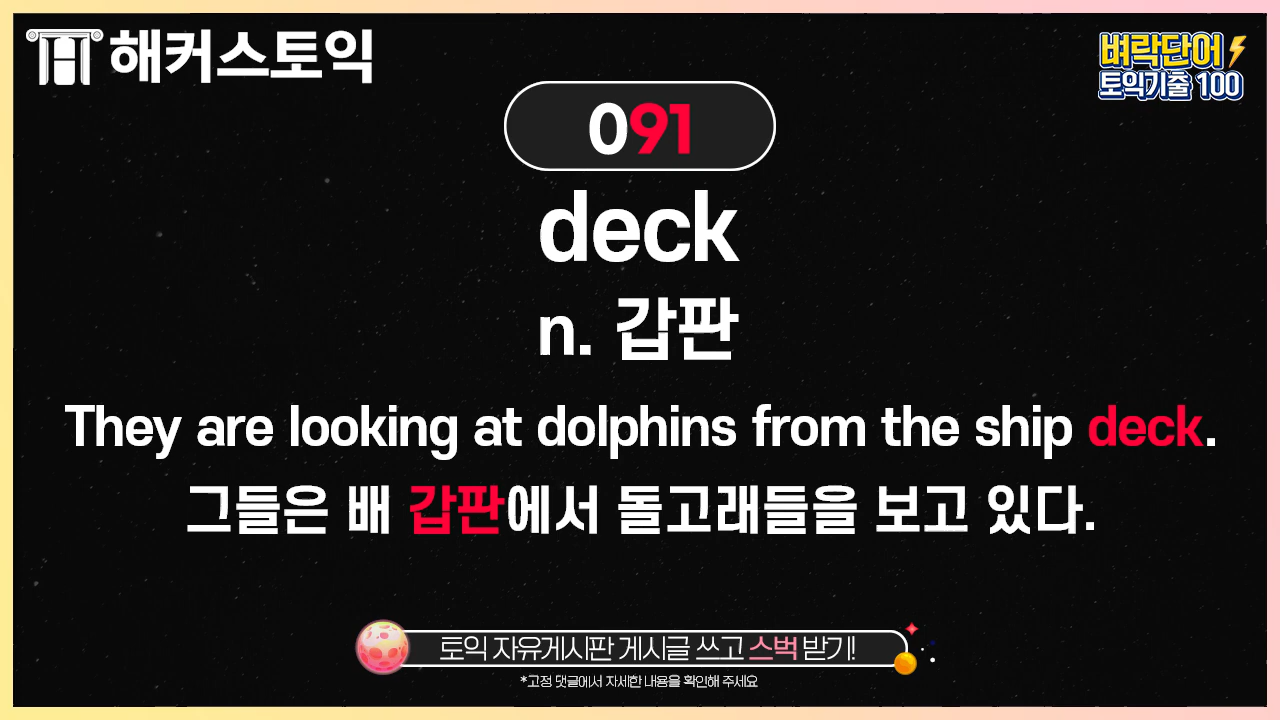 해커스토익
벼락단어
토익기출 100
091
deck
n. 갑판
They are looking at dolphins from the ship deck.
그들은 배 갑판에서 돌고래들을 보고 있다.
토익 자유게시판 게시글 쓰고 스벅 받기!
*고정 댓글에서 자세한 내용을 확인해 주세요